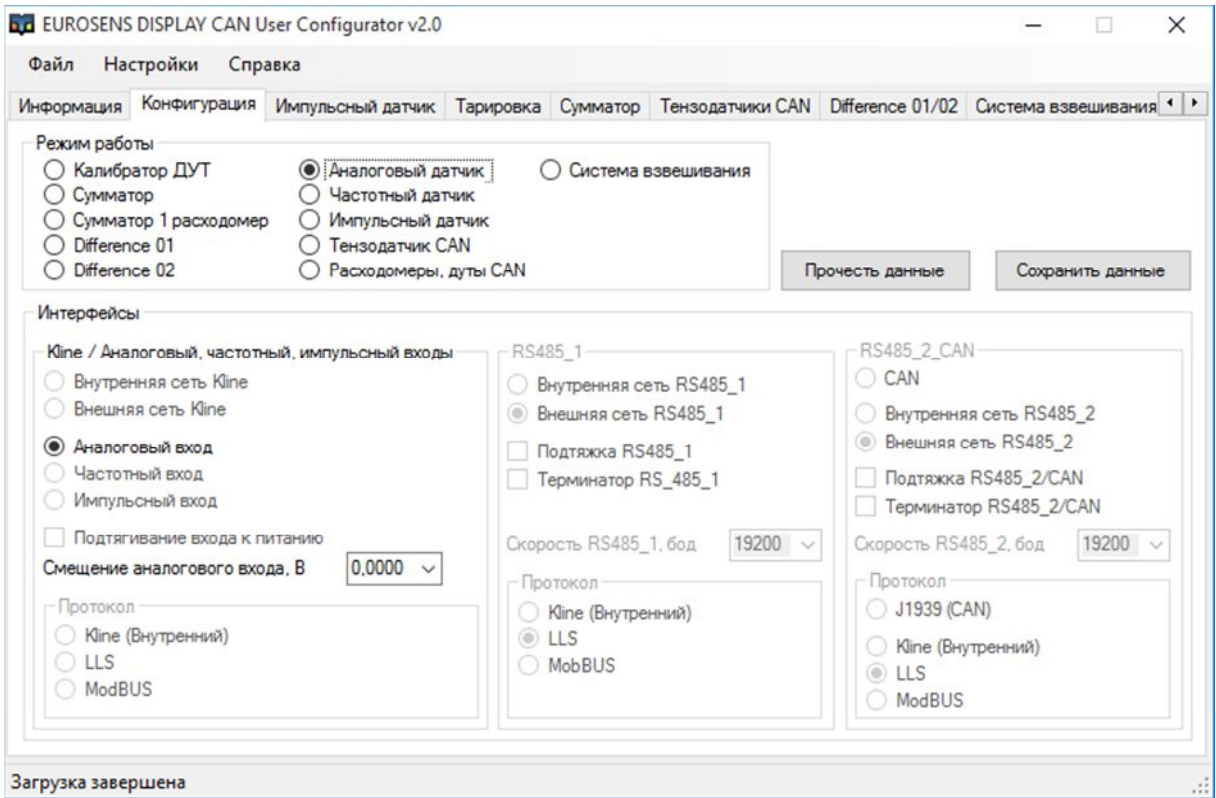 EUROSENS DISPLAY CAN User Configurator v2.0
Файл Настройки Справка
Информация Конфигурация Импульсный датчик Тарировка Сумматор Тензодатчики CAN Difference 01/02 Система взвешивания
Режим работы
Калибратор ДУТ Аналоговый датчик Система взвешивания
Сумматор Частотный датчик
Сумматор 1 расходомер Импульсный датчик
Difference 01 Тензодатчик CAN
Difference 02 Расходомеры, дуты CAN
Прочесть данные Сохранить данные
Интерфейсы
Kline / Аналоговый, частотный, импульсный входы
Внутренняя сеть Kline
Внешняя сеть Kline
Аналоговый вход
Частотный вход
Импульсный вход
Подтягивание входа к питанию
Смещение аналогового входа, В 0,0000
Протокол
Kline (Внутренний)
LLS
ModBUS
RS485_1
Внутренняя сеть RS485_1
Внешняя сеть RS485_1
Подтяжка RS485_1
Терминатор RS_485_1
Скорость RS485_1, бод 19200
Протокол
Kline (Внутренний)
LLS
MobBUS
RS485_2_CAN
CAN
Внутренняя сеть RS485_2
Внешняя сеть RS485_2
Подтяжка RS485_2/CAN
Терминатор RS485_2/CAN
Скорость RS485_2, бод 19200
Протокол
J1939 (CAN)
Kline (Внутренний)
LLS
ModBUS
Загрузка завершена